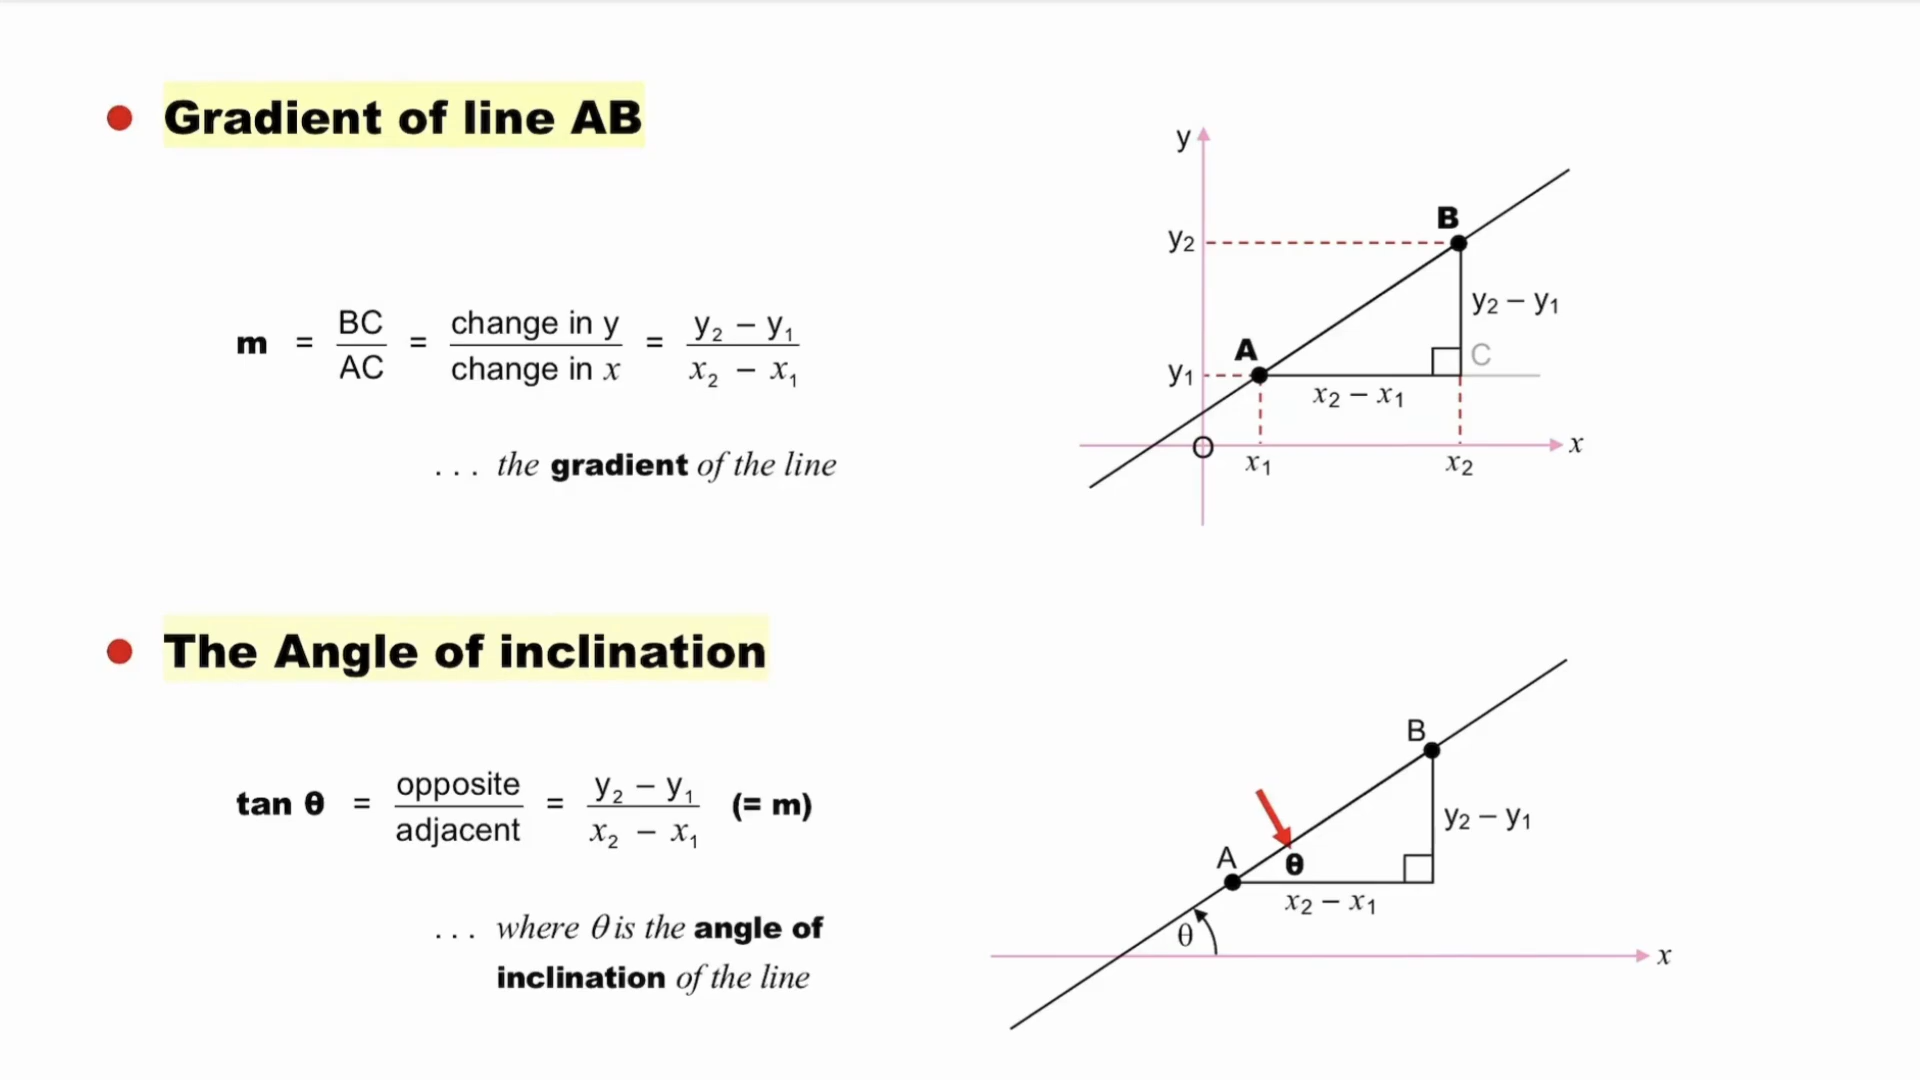 ● Gradient of line AB
m = BC/AC = change in y/change in x = y₂ − y₁/x₂ − x₁
. . . the gradient of the line
y
B
y₂
y₂ − y₁
A
C
y₁
x₂ − x₁
O
x
x₁
x₂
● The Angle of inclination
tan θ = opposite/adjacent = y₂ − y₁/x₂ − x₁ (= m)
. . . where θ is the angle of
inclination of the line
B
y₂ − y₁
A
θ
x₂ − x₁
θ
x